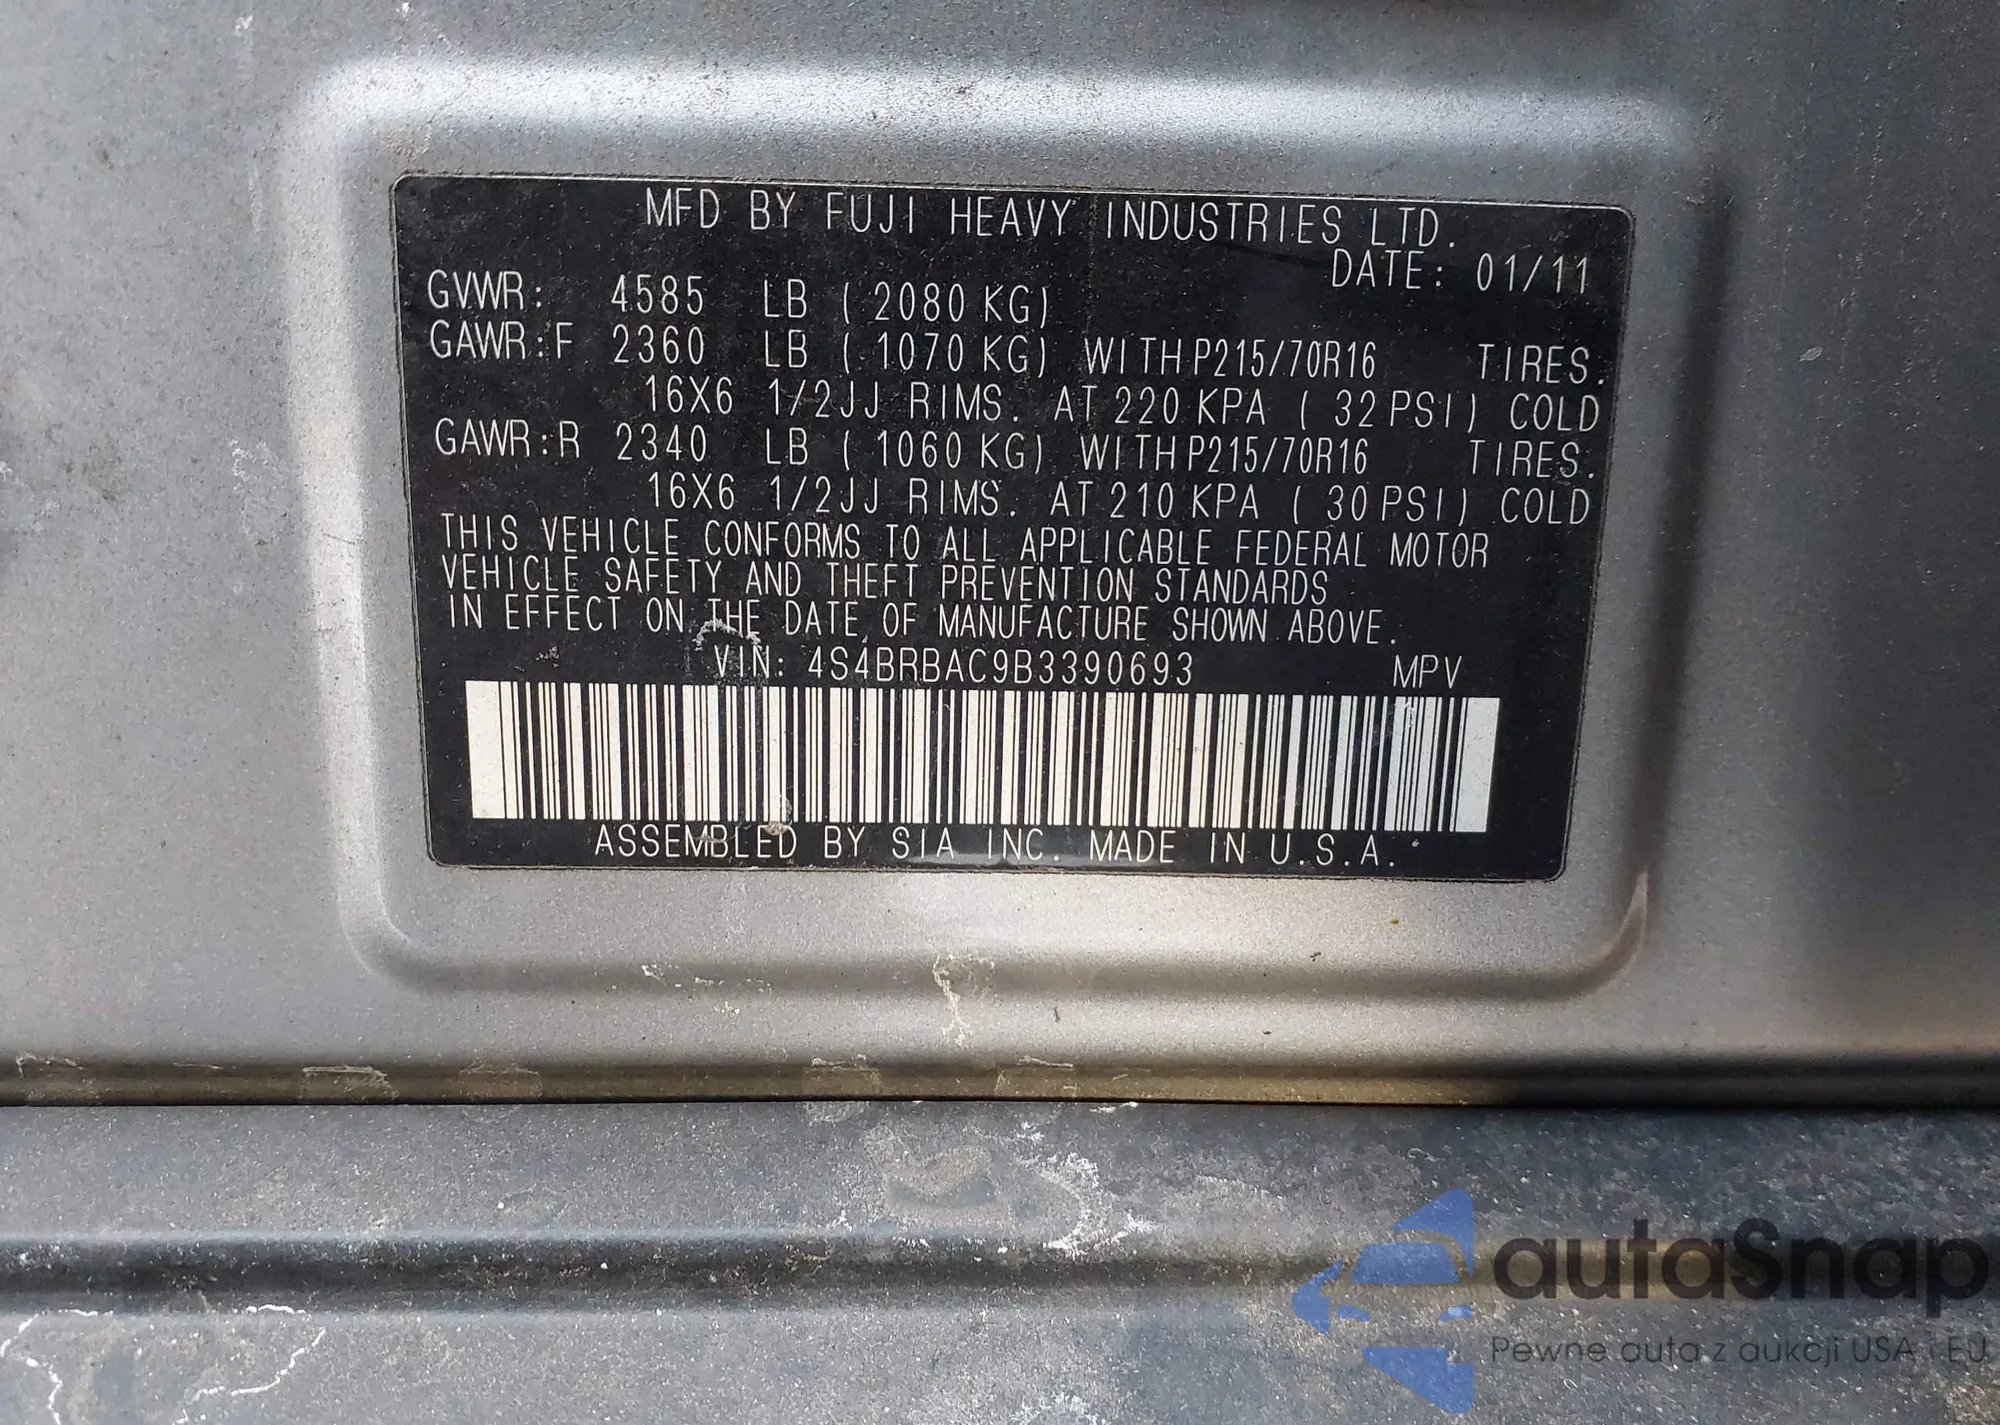 MFD BY FUJI HEAVY INDUSTRIES LTD.
DATE: 01/11
GVWR: 4585 LB ( 2080 KG)
GAWR:F 2360 LB ( 1070 KG) WITH P215/70R16 TIRES.
16X6 1/2JJ RIMS. AT 220 KPA ( 32 PSI) COLD
GAWR:R 2340 LB ( 1060 KG) WITH P215/70R16 TIRES.
16X6 1/2JJ RIMS. AT 210 KPA ( 30 PSI) COLD
THIS VEHICLE CONFORMS TO ALL APPLICABLE FEDERAL MOTOR
VEHICLE SAFETY AND THEFT PREVENTION STANDARDS
IN EFFECT ON THE DATE OF MANUFACTURE SHOWN ABOVE.
VIN: 4S4BRBAC9B3390693 MPV
ASSEMBLED BY SIA INC. MADE IN U.S.A.
autaSnap
Pewne auta z aukcji USA i EU